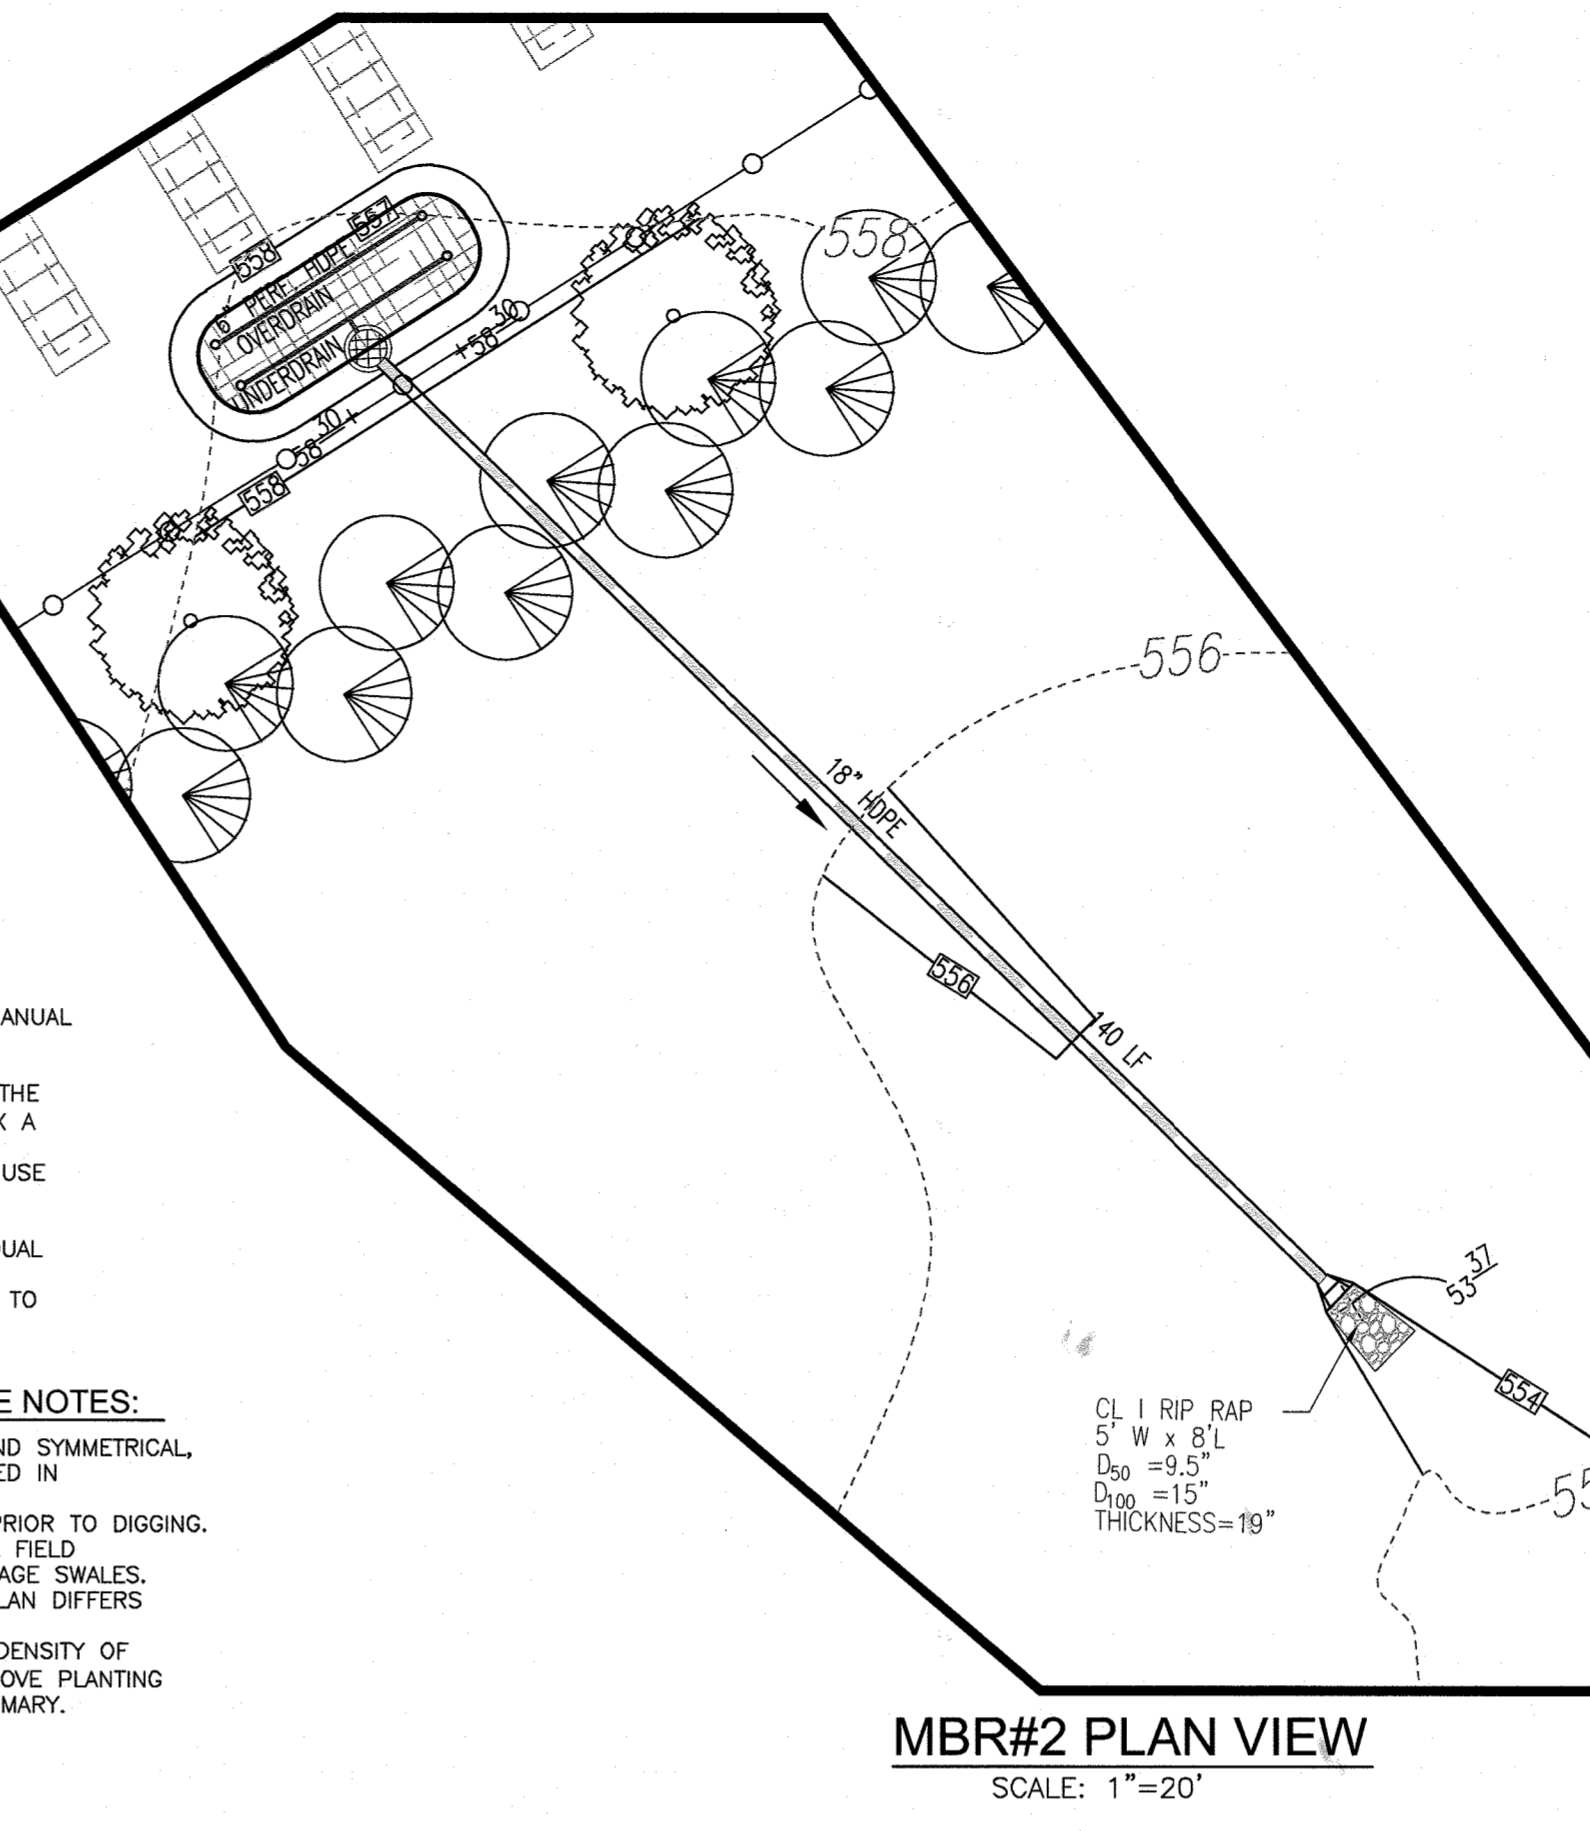 558
557
6" PERF. HDPE
OVERDRAIN
UNDERDRAIN
558
+58 30
58 30 +
558
556
18" HDPE
556
140 LF
53 37
554
55
CL I RIP RAP
5' W x 8'L
D50 =9.5"
D100 =15"
THICKNESS=19"
ANUAL
THE
X A
USE
QUAL
TO
E NOTES:
ND SYMMETRICAL,
ED IN
PRIOR TO DIGGING.
FIELD
AGE SWALES.
LAN DIFFERS
DENSITY OF
OVE PLANTING
MARY.
MBR#2 PLAN VIEW
SCALE: 1"=20'